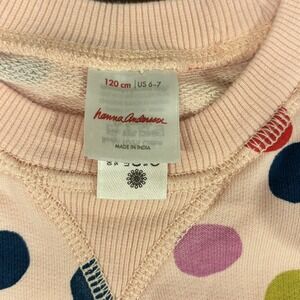 120 cm US 6-7
hanna Andersson
MADE IN INDIA